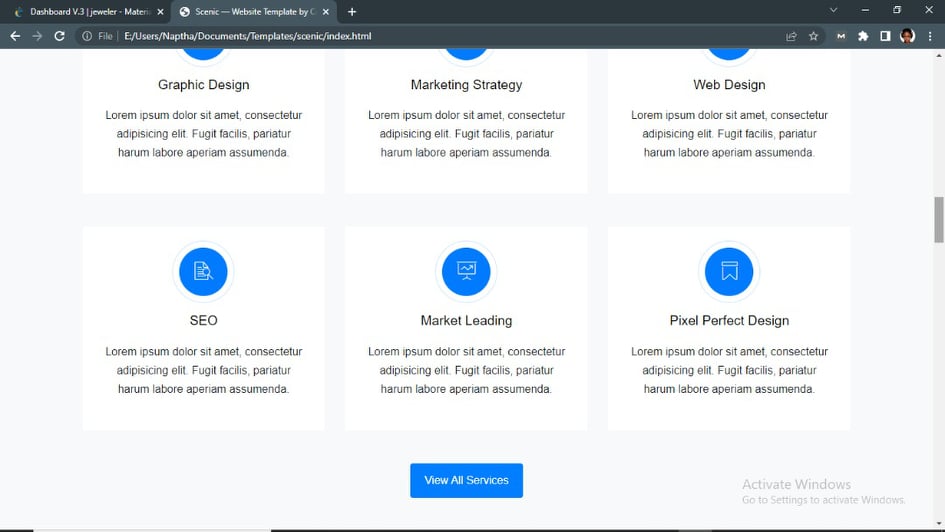 Dashboard V.3 | jeweler - Materia
Scenic — Website Template by C
File
E:/Users/Naptha/Documents/Templates/scenic/index.html
M
Graphic Design
Lorem ipsum dolor sit amet, consectetur
adipisicing elit. Fugit facilis, pariatur
harum labore aperiam assumenda.
Marketing Strategy
Lorem ipsum dolor sit amet, consectetur
adipisicing elit. Fugit facilis, pariatur
harum labore aperiam assumenda.
Web Design
Lorem ipsum dolor sit amet, consectetur
adipisicing elit. Fugit facilis, pariatur
harum labore aperiam assumenda.
SEO
Lorem ipsum dolor sit amet, consectetur
adipisicing elit. Fugit facilis, pariatur
harum labore aperiam assumenda.
Market Leading
Lorem ipsum dolor sit amet, consectetur
adipisicing elit. Fugit facilis, pariatur
harum labore aperiam assumenda.
Pixel Perfect Design
Lorem ipsum dolor sit amet, consectetur
adipisicing elit. Fugit facilis, pariatur
harum labore aperiam assumenda.
View All Services
Activate Windows
Go to Settings to activate Windows.